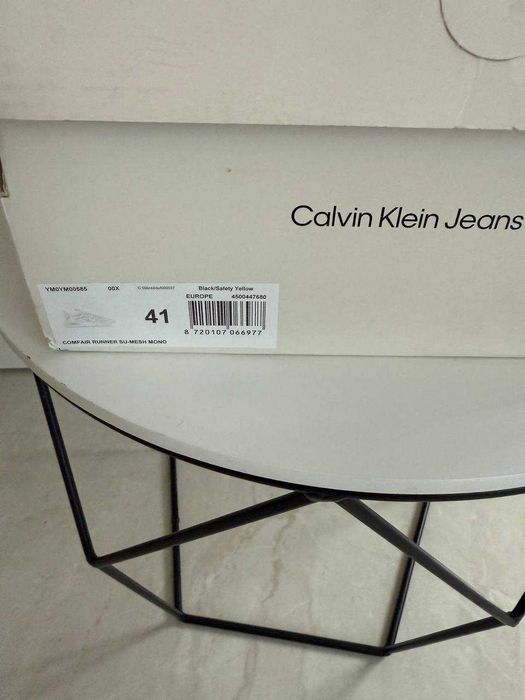 Calvin Klein Jeans
YM0YM00585 00X Black/Safety Yellow
EUROPE 4500447680
41
8 720107 066977
COMFAIR RUNNER SU-MESH MONO